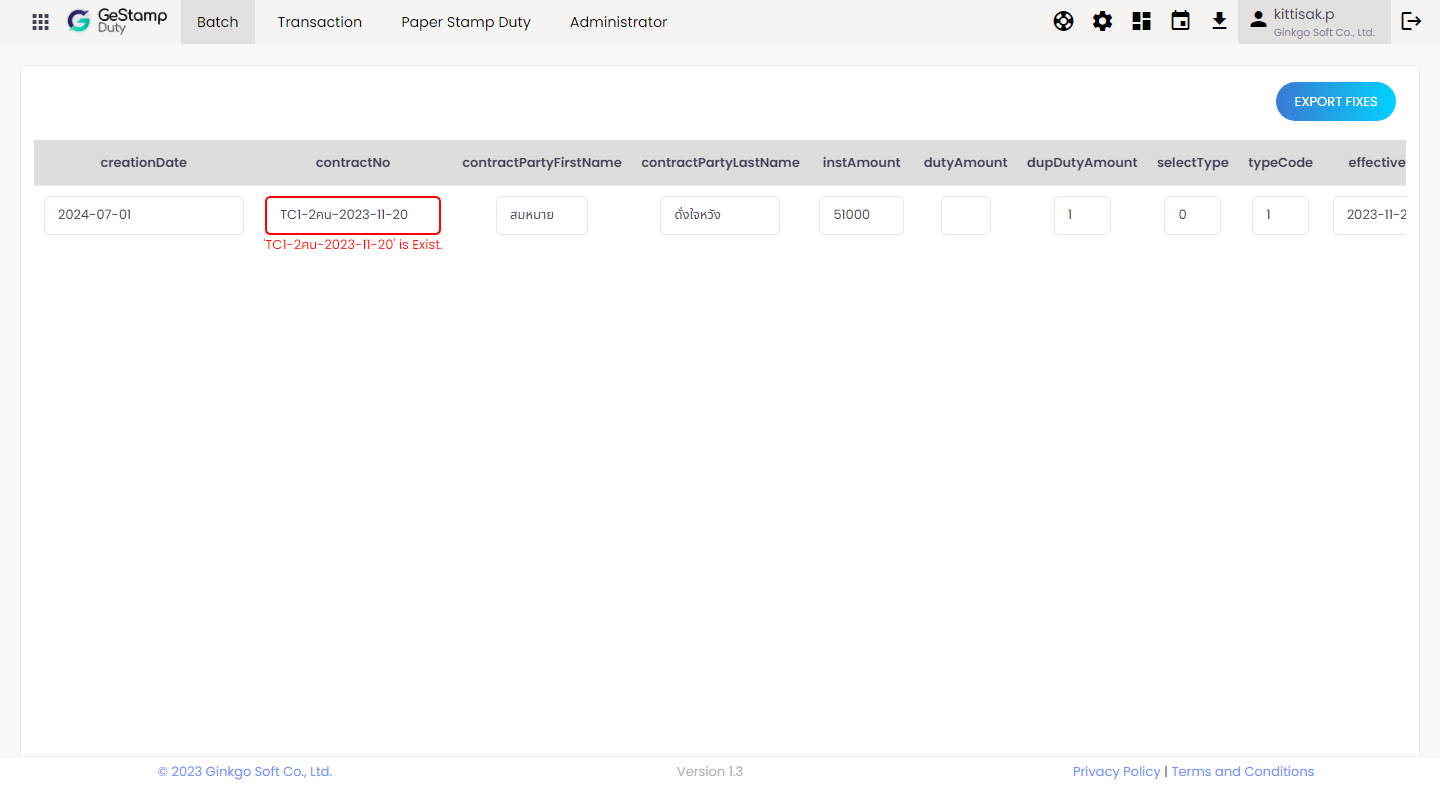 GeStamp
Duty
Batch
Transaction
Paper Stamp Duty
Administrator
kittisak.p
Ginkgo Soft Co., Ltd.
EXPORT FIXES
creationDate contractNo contractPartyFirstName contractPartyLastName instAmount dutyAmount dupDutyAmount selectType typeCode effective
2024-07-01 TC1-2คน-2023-11-20 สมหมาย ตั่งใจหวัง 51000 1 0 1 2023-11-2
'TC1-2คน-2023-11-20' is Exist.
© 2023 Ginkgo Soft Co., Ltd.
Version 1.3
Privacy Policy | Terms and Conditions